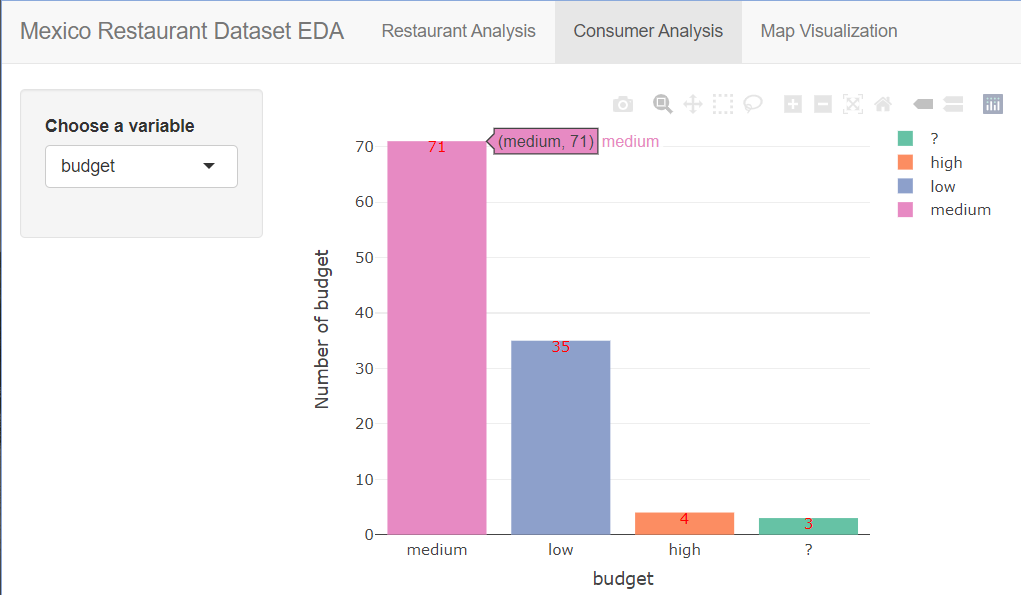 Mexico Restaurant Dataset EDA Restaurant Analysis Consumer Analysis Map Visualization
Choose a variable
budget
70
60
50
40
30
20
10
0
Number of budget
71
(medium, 71) medium
35
4
3
medium low high ?
budget
?
high
low
medium